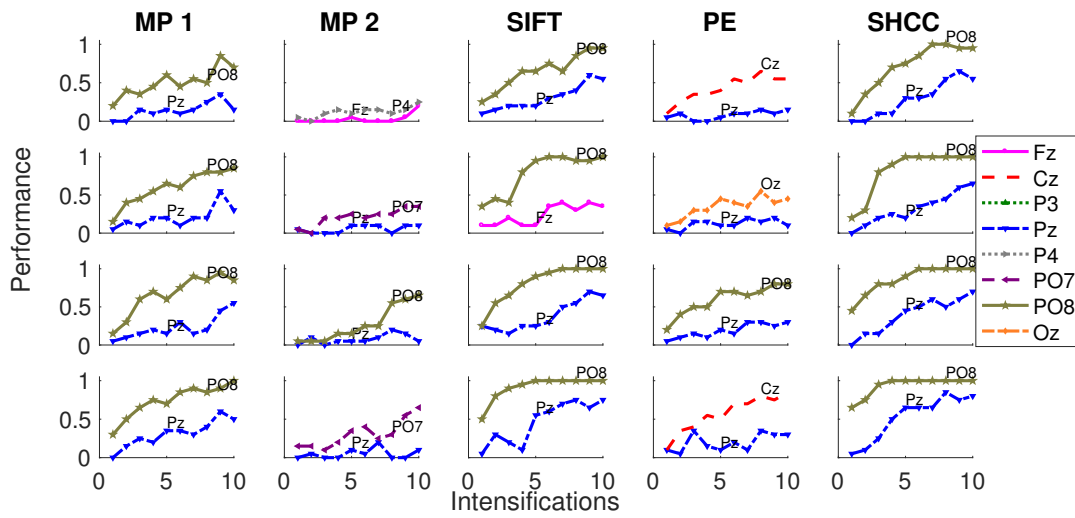 MP 1 MP 2 SIFT PE SHCC
1 PO8 PO8 Cz PO8
0.5 Pz Fz P4 Pz Pz Pz
0
1 PO8 PO7 PO8 Oz PO8
0.5 Pz Pz Fz Pz Pz
0
1 PO8 PO8 PO8 PO8 PO8
0.5 Pz Pz Pz Pz Pz
0
1 PO8 PO7 PO8 Cz PO8
0.5 Pz Pz Pz Pz Pz
0
0 5 10 0 5 10 0 5 10 0 5 10 0 5 10
Performance
Intensifications
Fz
Cz
P3
Pz
P4
PO7
PO8
Oz